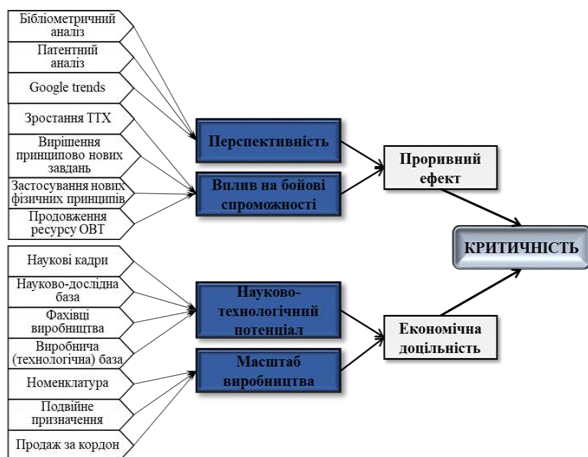 Бібліометричний
аналіз
Патентний
аналіз
Google trends
Зростання ТТХ
Вирішення
принципово нових
завдань
Застосування нових
фізичних принципів
Продовження
ресурсу ОВТ
Наукові кадри
Науково-дослідна
база
Фахівці
виробництва
Виробнича
(технологічна) база
Номенклатура
Подвійне
призначення
Продаж за кордон
Перспективність
Вплив на бойові
спроможності
Науково-
технологічний
потенціал
Масштаб
виробництва
Проривний
ефект
Економічна
доцільність
КРИТИЧНІСТЬ